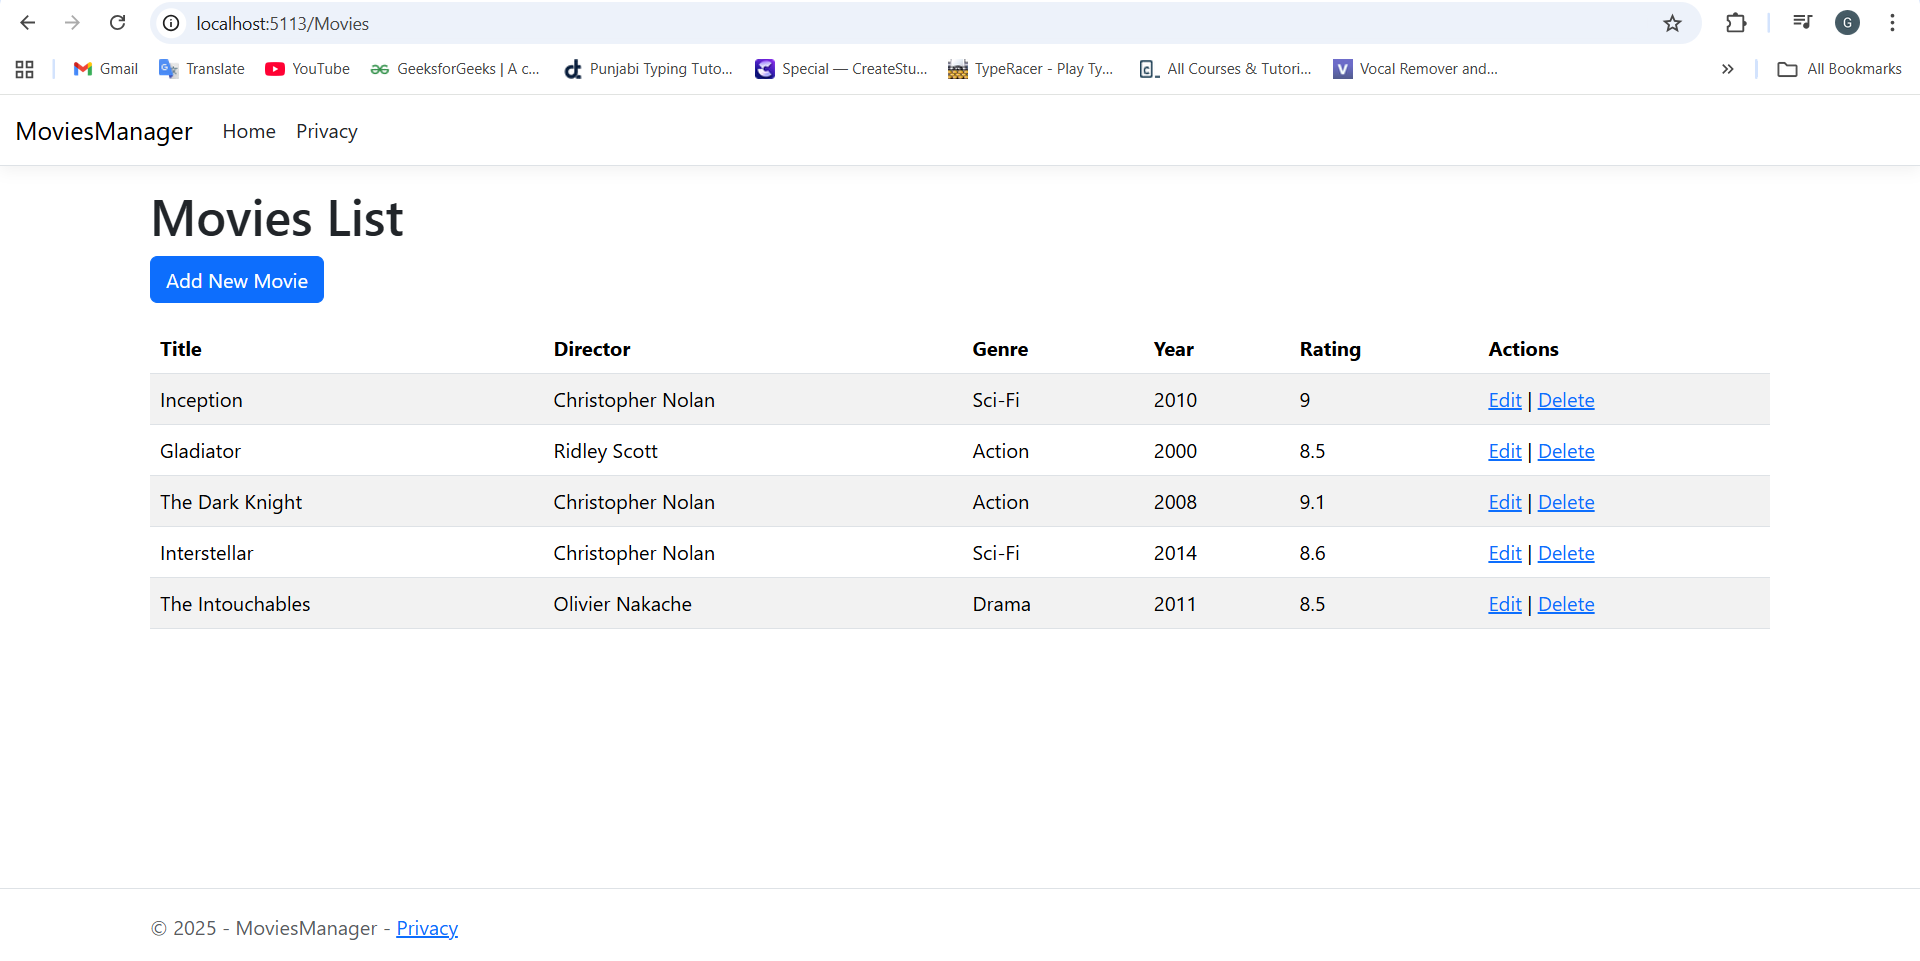 localhost:5113/Movies
G
Gmail Translate YouTube GeeksforGeeks | A c... Punjabi Typing Tuto... Special — CreateStu... TypeRacer - Play Ty... All Courses & Tutori... Vocal Remover and... All Bookmarks
MoviesManager Home Privacy
Movies List
Add New Movie
Title Director Genre Year Rating Actions
Inception Christopher Nolan Sci-Fi 2010 9 Edit | Delete
Gladiator Ridley Scott Action 2000 8.5 Edit | Delete
The Dark Knight Christopher Nolan Action 2008 9.1 Edit | Delete
Interstellar Christopher Nolan Sci-Fi 2014 8.6 Edit | Delete
The Intouchables Olivier Nakache Drama 2011 8.5 Edit | Delete
© 2025 - MoviesManager - Privacy